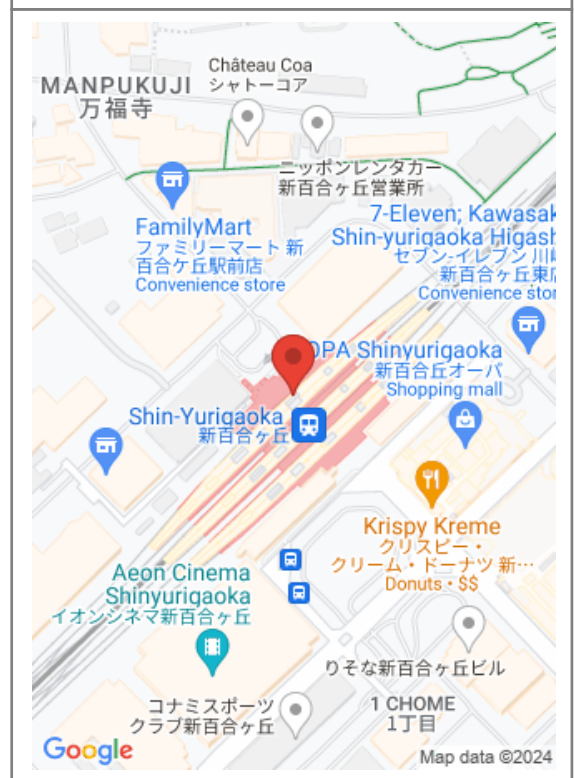 Château Coa
シャトーコア
MANPUKUJI
万福寺
ニッポンレンタカー
新百合ヶ丘営業所
FamilyMart
ファミリーマート 新
百合ケ丘駅前店
Convenience store
7-Eleven; Kawasak
Shin-yurigaoka Higash
セブン-イレブン 川崎
新百合ヶ丘東店
Convenience stor
OPA Shinyurigaoka
新百合丘オーパ
Shopping mall
Shin-Yurigaoka
新百合ヶ丘
Krispy Kreme
クリスピー・
クリーム・ドーナツ 新…
Donuts • $$
Aeon Cinema
Shinyurigaoka
イオンシネマ新百合ヶ丘
りそな新百合ヶ丘ビル
コナミスポーツ
クラブ新百合ヶ丘
1 CHOME
1丁目
Google
Map data ©2024